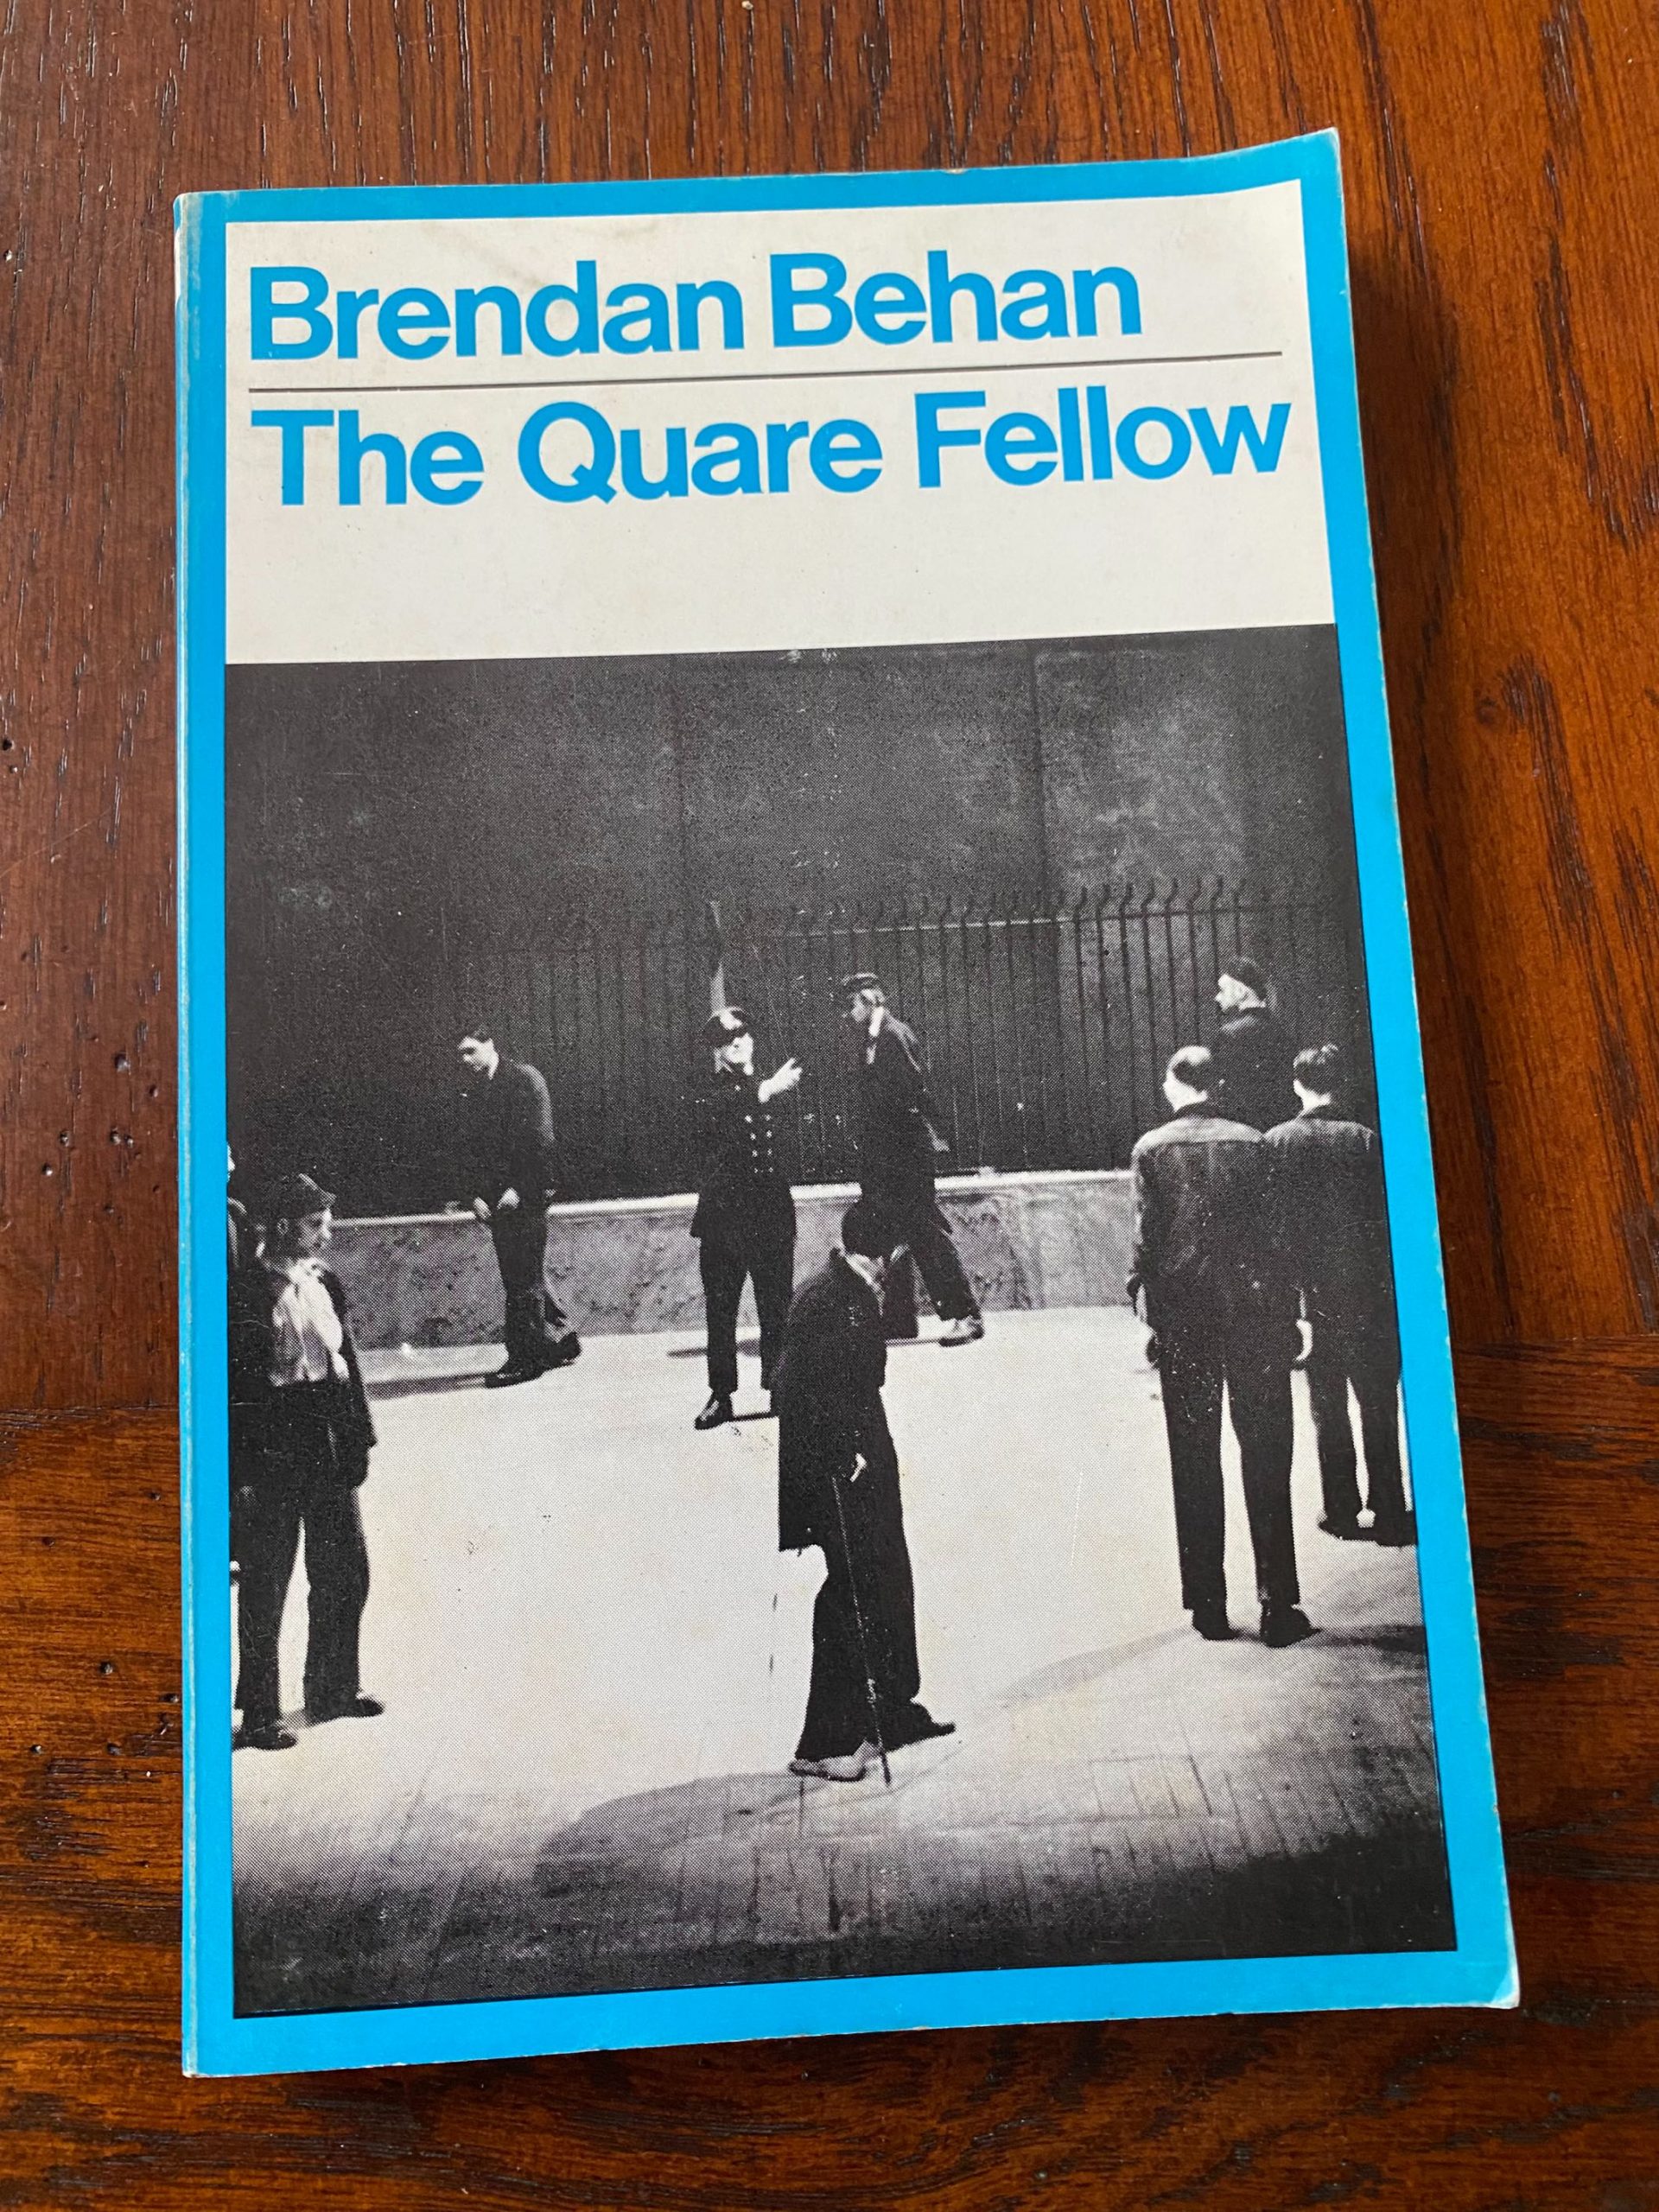 Brendan Behan
The Quare Fellow